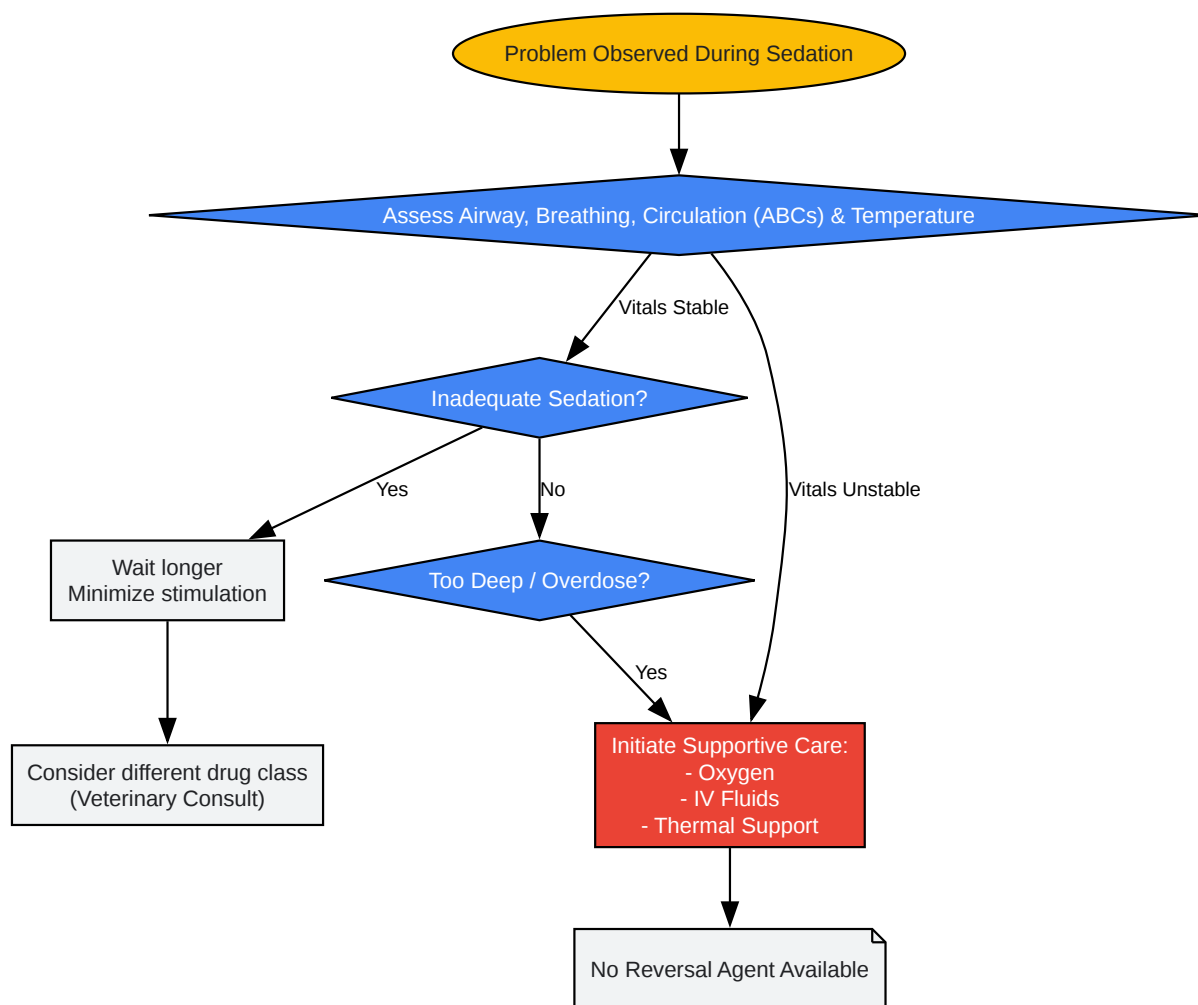 Problem Observed During Sedation
Assess Airway, Breathing, Circulation (ABCs) & Temperature
Vitals Stable
Inadequate Sedation?
Yes
No
Vitals Unstable
Wait longer
Minimize stimulation
Too Deep / Overdose?
Yes
Consider different drug class
(Veterinary Consult)
Initiate Supportive Care:
- Oxygen
- IV Fluids
- Thermal Support
No Reversal Agent Available